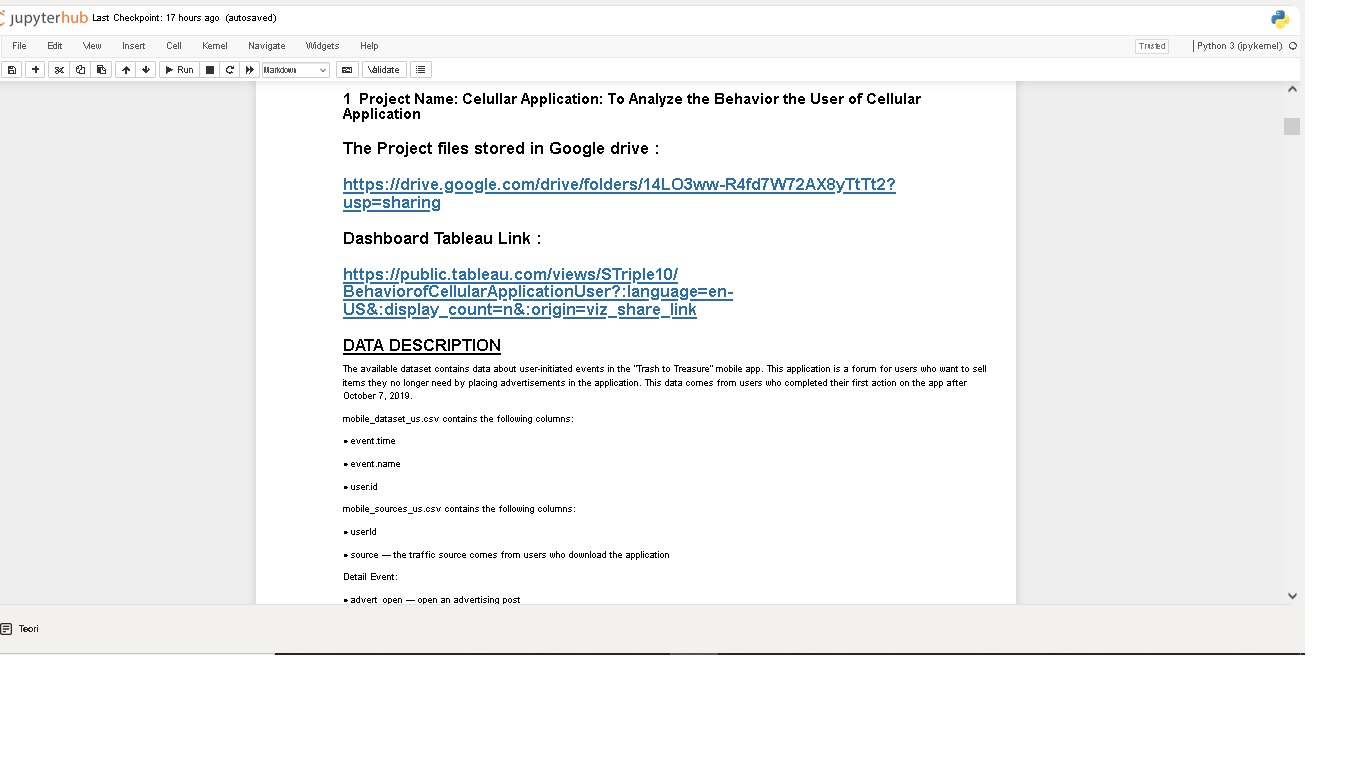 jupyterhub Last Checkpoint: 17 hours ago (autosaved)
File Edit View Insert Cell Kernel Navigate Widgets Help Trusted Python 3 (ipykernel)
Run Markdown Validate
1 Project Name: Celullar Application: To Analyze the Behavior the User of Cellular
Application
The Project files stored in Google drive :
https://drive.google.com/drive/folders/14LO3ww-R4fd7W72AX8yTtTt2?
usp=sharing
Dashboard Tableau Link :
https://public.tableau.com/views/STriple10/
BehaviorofCellularApplicationUser?:language=en-
US&:display_count=n&:origin=viz_share_link
DATA DESCRIPTION
The available dataset contains data about user-initiated events in the "Trash to Treasure" mobile app. This application is a forum for users who want to sell
items they no longer need by placing advertisements in the application. This data comes from users who completed their first action on the app after
October 7, 2019.
mobile_dataset_us.csv contains the following columns:
• event.time
• event.name
• user.id
mobile_sources_us.csv contains the following columns:
• userId
• source — the traffic source comes from users who download the application
Detail Event:
• advert_open — open an advertising post
Teori